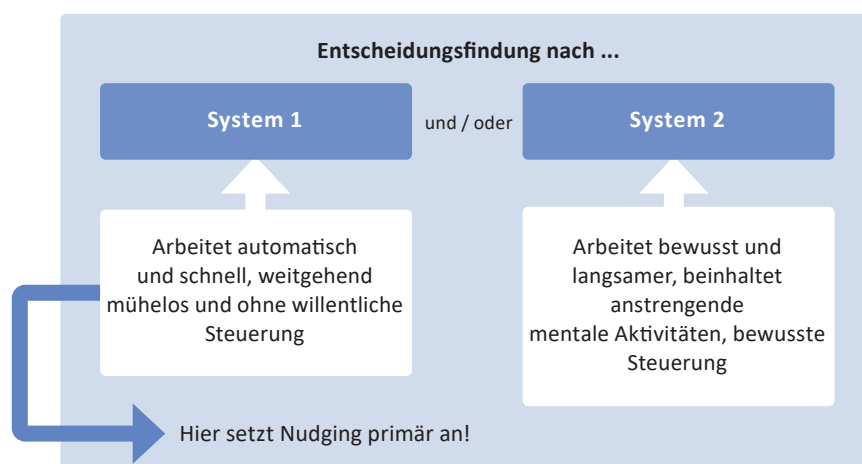 Entscheidungsfindung nach ...
System 1
und / oder
System 2
Arbeitet automatisch
und schnell, weitgehend
mühelos und ohne willentliche
Steuerung
Arbeitet bewusst und
langsamer, beinhaltet
anstrengende
mentale Aktivitäten, bewusste
Steuerung
Hier setzt Nudging primär an!